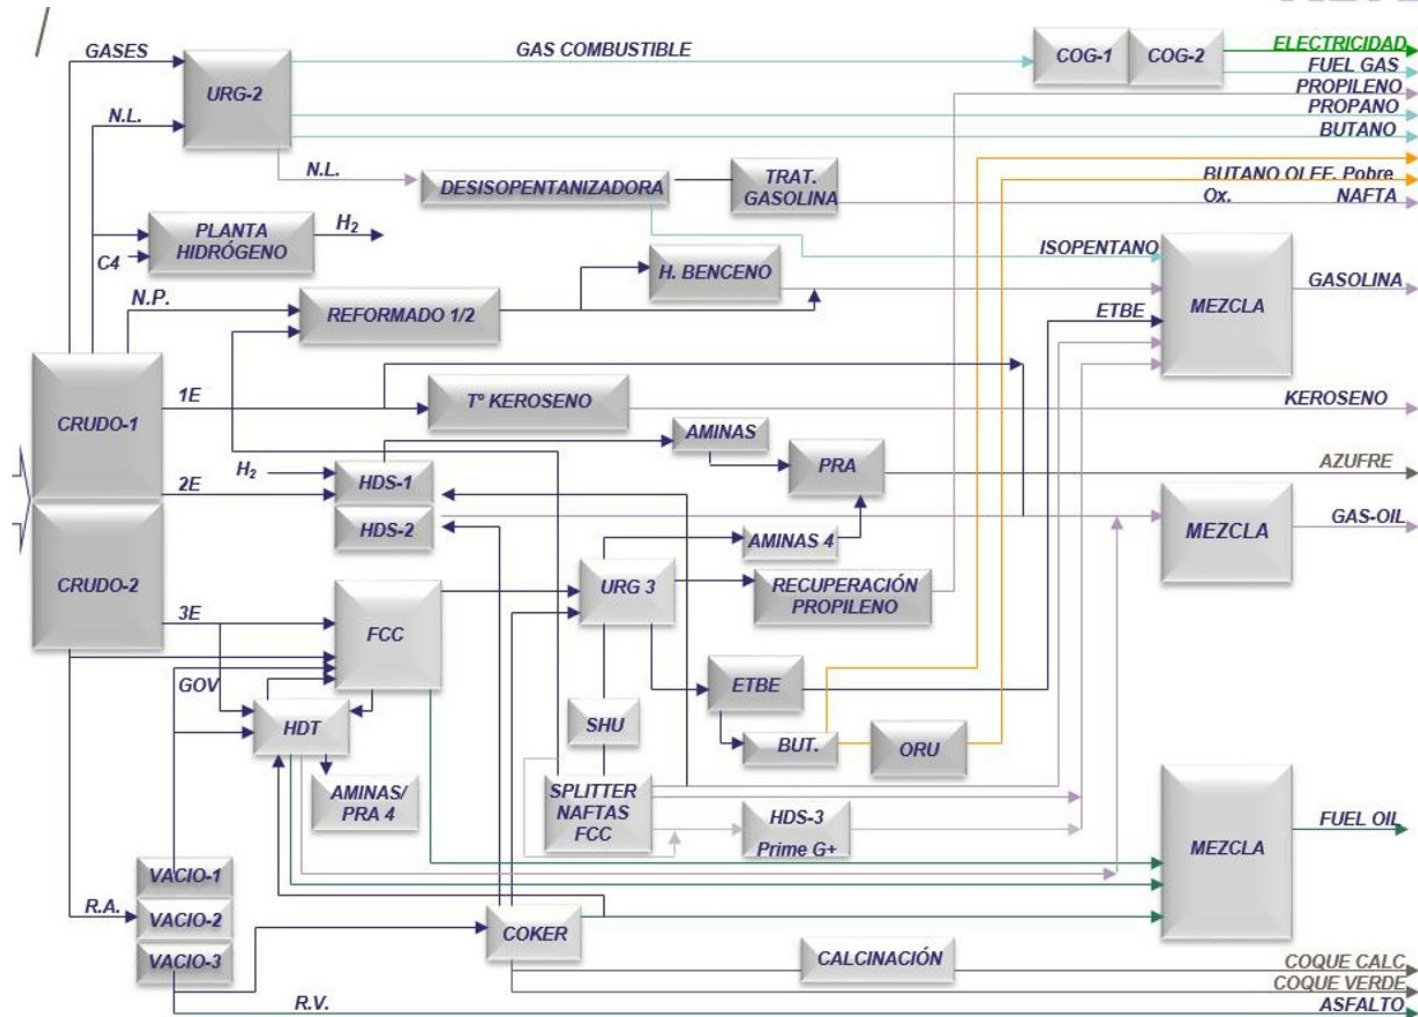 GASES
GAS COMBUSTIBLE
COG-1
COG-2
ELECTRICIDAD
FUEL GAS
URG-2
PROPILENO
N.L.
PROPANO
BUTANO
N.L.
DESISOPENTANIZADORA
TRAT.
GASOLINA
BUTANO OLEF. Pobre
Ox.
NAFTA
PLANTA
HIDRÓGENO
H2
C4
ISOPENTANO
H. BENCENO
N.P.
REFORMADO 1/2
ETBE
MEZCLA
GASOLINA
CRUDO-1
1E
Tº KEROSENO
KEROSENO
AMINAS
PRA
AZUFRE
H2
HDS-1
2E
HDS-2
MEZCLA
GAS-OIL
AMINAS 4
CRUDO-2
URG 3
RECUPERACIÓN
PROPILENO
3E
FCC
GOV
ETBE
HDT
SHU
BUT.
ORU
AMINAS/
PRA 4
SPLITTER
NAFTAS
FCC
HDS-3
Prime G+
MEZCLA
FUEL OIL
VACIO-1
R.A.
VACIO-2
VACIO-3
COKER
CALCINACIÓN
COQUE CALC
COQUE VERDE
R.V.
ASFALTO